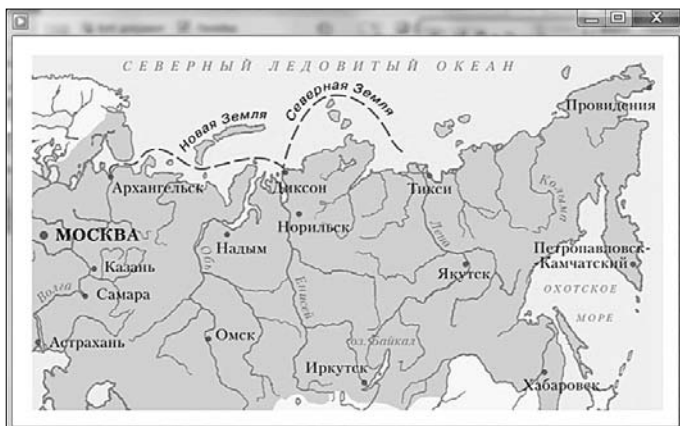 СЕВЕРНЫЙ ЛЕДОВИТЫЙ ОКЕАН
Северная Земля
Новая Земля
Провидения
Архангельск
Диксон
Тикси
Колыма
Норильск
МОСКВА
Надым
Обь
Лена
Петропавловск-
-Камчатский
Казань
Якутск
Волга
Самара
Енисей
ОХОТСКОЕ
МОРЕ
Астрахань
Омск
оз. Байкал
Иркутск
Хабаровск